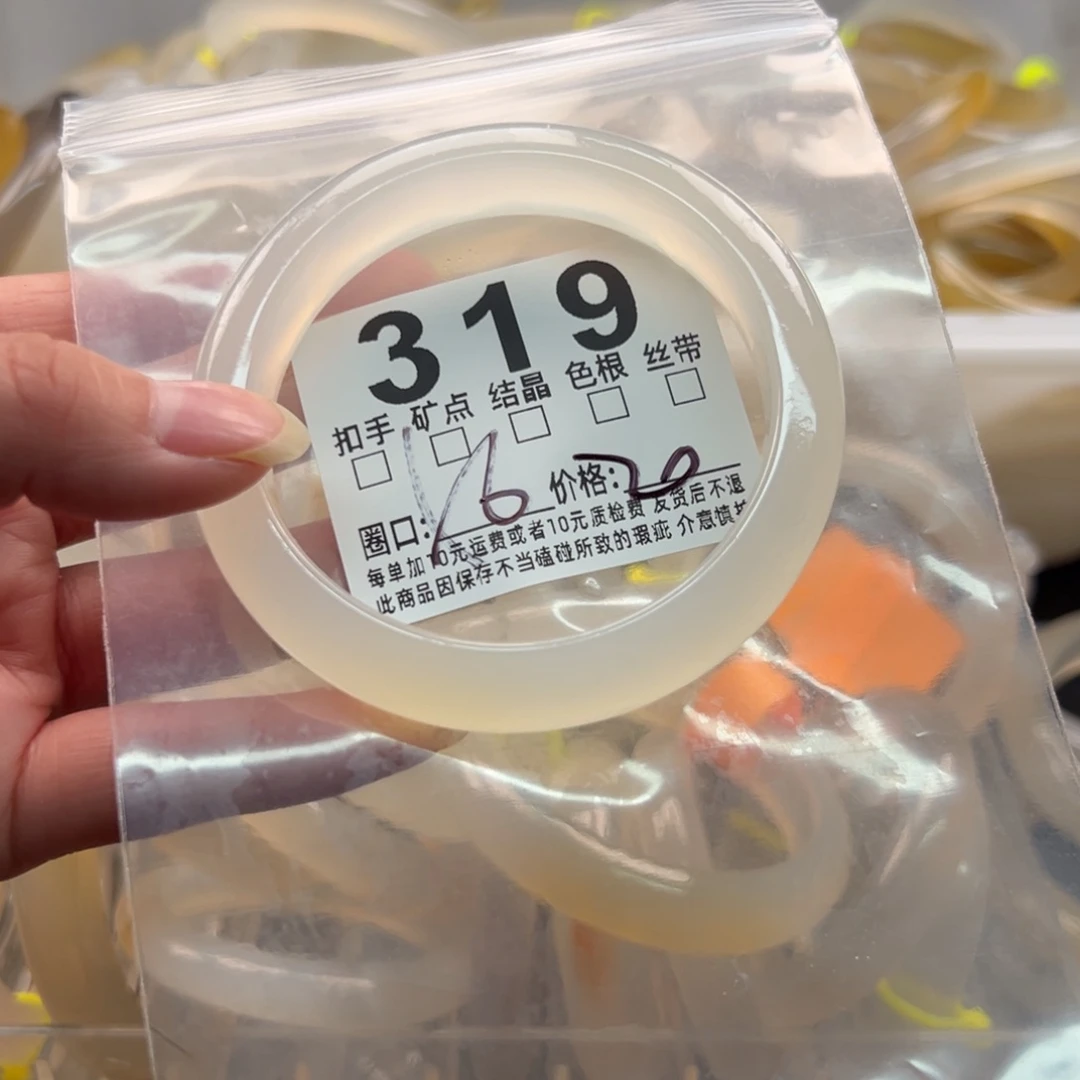 319
扣手 矿点 结晶 色根 丝带
圈口: 56 价格: 20
每单加10元运费或者10元质检费 发货后不退
此商品因保存不当磕碰所致的瑕疵 介意慎拍